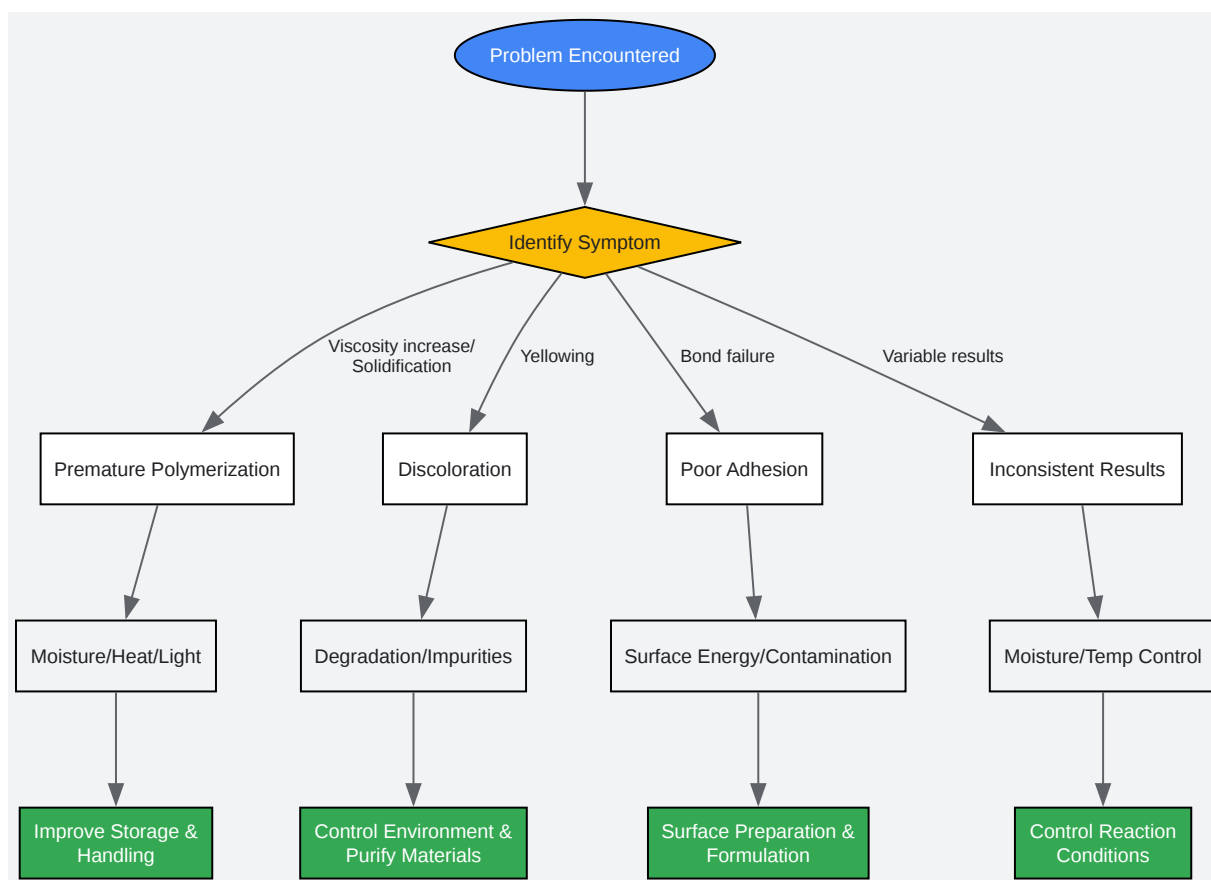 Problem Encountered
Identify Symptom
Viscosity increase/
Solidification
Yellowing
Bond failure
Variable results
Premature Polymerization
Discoloration
Poor Adhesion
Inconsistent Results
Moisture/Heat/Light
Degradation/Impurities
Surface Energy/Contamination
Moisture/Temp Control
Improve Storage &
Handling
Control Environment &
Purify Materials
Surface Preparation &
Formulation
Control Reaction
Conditions